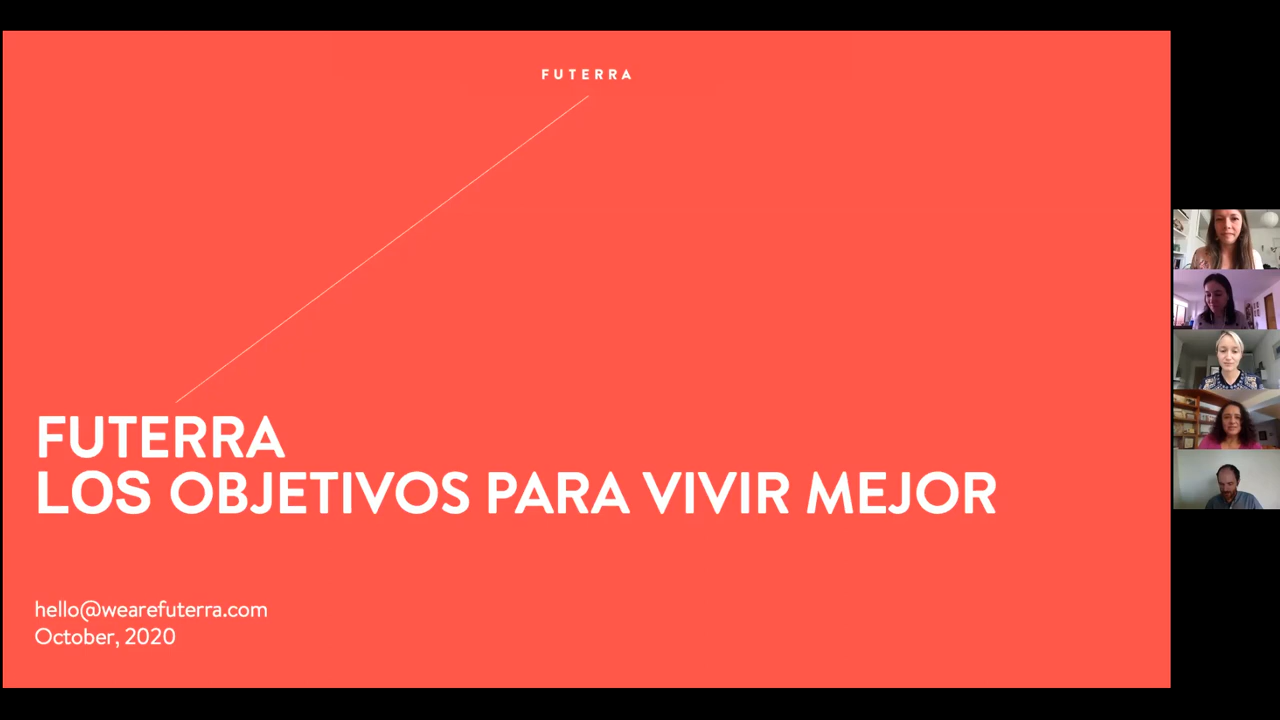 FUTERRA
FUTERRA
LOS OBJETIVOS PARA VIVIR MEJOR
hello@wearefuterra.com
October, 2020